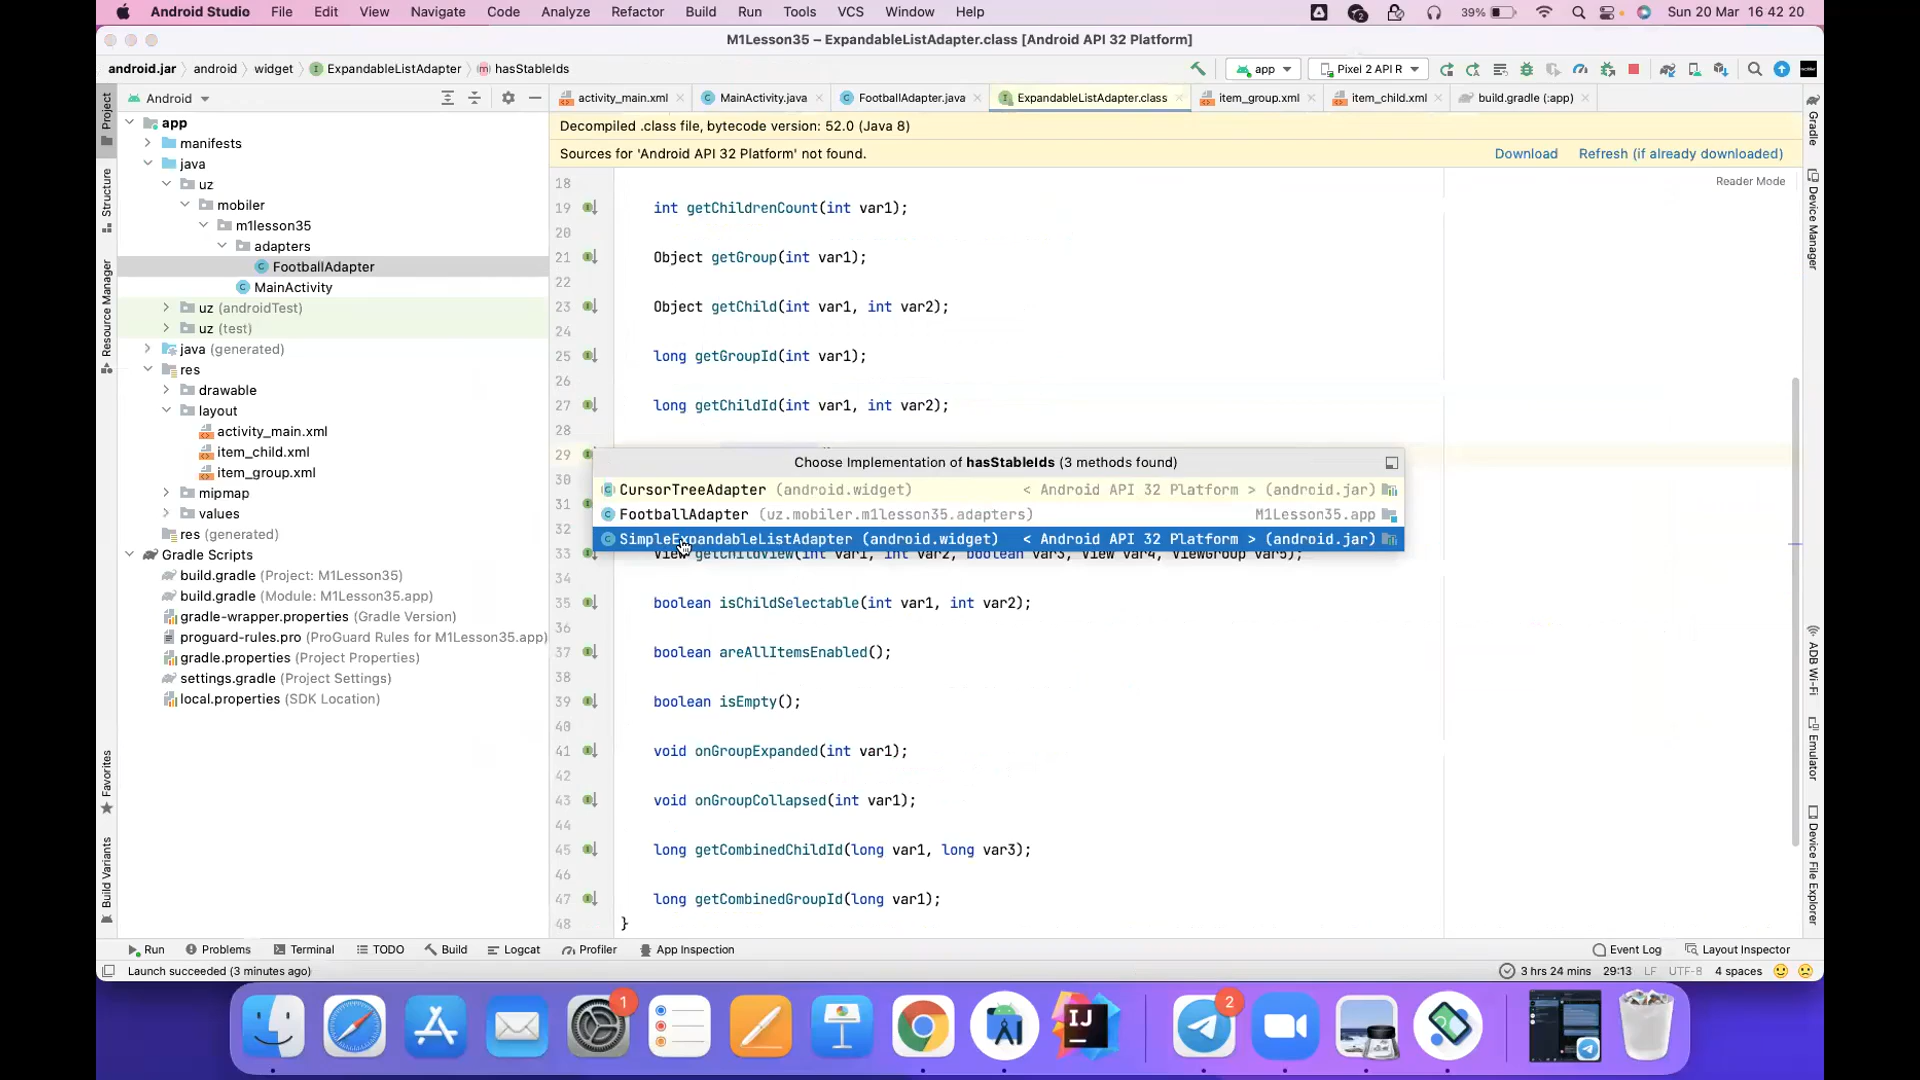 Android Studio File Edit View Navigate Code Analyze Refactor Build Run Tools VCS Window Help 2 39% Sun 20 Mar 16 42 20
M1Lesson35 – ExpandableListAdapter.class [Android API 32 Platform]
android.jar android widget ExpandableListAdapter hasStableIds app Pixel 2 API R
Android activity_main.xml MainActivity.java FootballAdapter.java ExpandableListAdapter.class item_group.xml item_child.xml build.gradle (:app)
Project
Structure
Resource Manager
Favorites
Build Variants
app
manifests
java
uz
mobiler
m1lesson35
adapters
FootballAdapter
MainActivity
uz (androidTest)
uz (test)
java (generated)
res
drawable
layout
activity_main.xml
item_child.xml
item_group.xml
mipmap
values
res (generated)
Gradle Scripts
build.gradle (Project: M1Lesson35)
build.gradle (Module: M1Lesson35.app)
gradle-wrapper.properties (Gradle Version)
proguard-rules.pro (ProGuard Rules for M1Lesson35.app)
gradle.properties (Project Properties)
settings.gradle (Project Settings)
local.properties (SDK Location)
Decompiled .class file, bytecode version: 52.0 (Java 8)
Sources for 'Android API 32 Platform' not found. Download Refresh (if already downloaded)
Reader Mode
18
19 int getChildrenCount(int var1);
20
21 Object getGroup(int var1);
22
23 Object getChild(int var1, int var2);
24
25 long getGroupId(int var1);
26
27 long getChildId(int var1, int var2);
28
29
Choose Implementation of hasStableIds (3 methods found)
30 CursorTreeAdapter (android.widget) < Android API 32 Platform > (android.jar)
31 FootballAdapter (uz.mobiler.m1lesson35.adapters) M1Lesson35.app
32 SimpleExpandableListAdapter (android.widget) < Android API 32 Platform > (android.jar)
33 View getChildView(int var1, int var2, boolean var3, View var4, ViewGroup var5);
34
35 boolean isChildSelectable(int var1, int var2);
36
37 boolean areAllItemsEnabled();
38
39 boolean isEmpty();
40
41 void onGroupExpanded(int var1);
42
43 void onGroupCollapsed(int var1);
44
45 long getCombinedChildId(long var1, long var3);
46
47 long getCombinedGroupId(long var1);
48 }
Gradle
Device Manager
ADB Wi-Fi
Emulator
Device File Explorer
Run Problems Terminal TODO Build Logcat Profiler App Inspection Event Log Layout Inspector
Launch succeeded (3 minutes ago) 3 hrs 24 mins 29:13 LF UTF-8 4 spaces
1 2
IJ